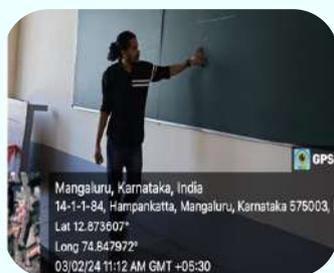 GPS
Mangaluru, Karnataka, India
14-1-1-84, Hampankatta, Mangaluru, Karnataka 575003,
Lat 12.873607°
Long 74.847972°
03/02/24 11:12 AM GMT +05:30